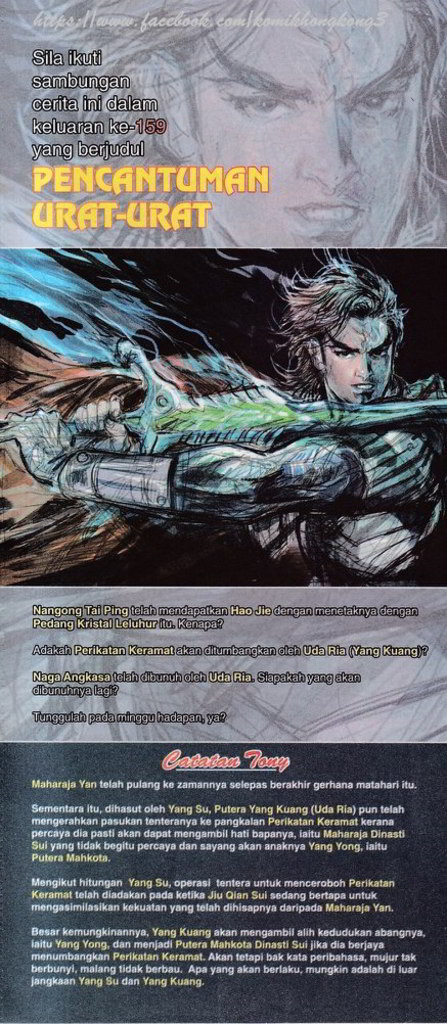 https://www.facebook.com/komikhongkong3
Sila ikuti
sambungan
cerita ini dalam
keluaran ke-159
yang berjudul
PENCANTUMAN
URAT-URAT
Nangong Tai Ping telah mendapatkan Hao Jie dengan menetaknya dengan
Pedang Kristal Leluhur itu. Kenapa?
Adakah Perikatan Keramat akan ditumbangkan oleh Uda Ria (Yang Kuang)?
Naga Angkasa telah dibunuh oleh Uda Ria. Siapakah yang akan
dibunuhnya lagi?
Tunggulah pada minggu hadapan, ya?
Catatan Tony
Maharaja Yan telah pulang ke zamannya selepas berakhir gerhana matahari itu.
Sementara itu, dihasut oleh Yang Su, Putera Yang Kuang (Uda Ria) pun telah
mengerahkan pasukan tenteranya ke pangkalan Perikatan Keramat kerana
percaya dia pasti akan dapat mengambil hati bapanya, iaitu Maharaja Dinasti
Sui yang tidak begitu percaya dan sayang akan anaknya Yang Yong, iaitu
Putera Mahkota.
Mengikut hitungan Yang Su, operasi tentera untuk menceroboh Perikatan
Keramat telah diadakan pada ketika Jiu Qian Sui sedang bertapa untuk
mengasimilasikan kekuatan yang telah dihisapnya daripada Maharaja Yan.
Besar kemungkinannya, Yang Kuang akan mengambil alih kedudukan abangnya,
iaitu Yang Yong, dan menjadi Putera Mahkota Dinasti Sui jika dia berjaya
menumbangkan Perikatan Keramat. Akan tetapi bak kata peribahasa, mujur tak
berbunyi, malang tidak berbau. Apa yang akan berlaku, mungkin adalah di luar
jangkaan Yang Su dan Yang Kuang.